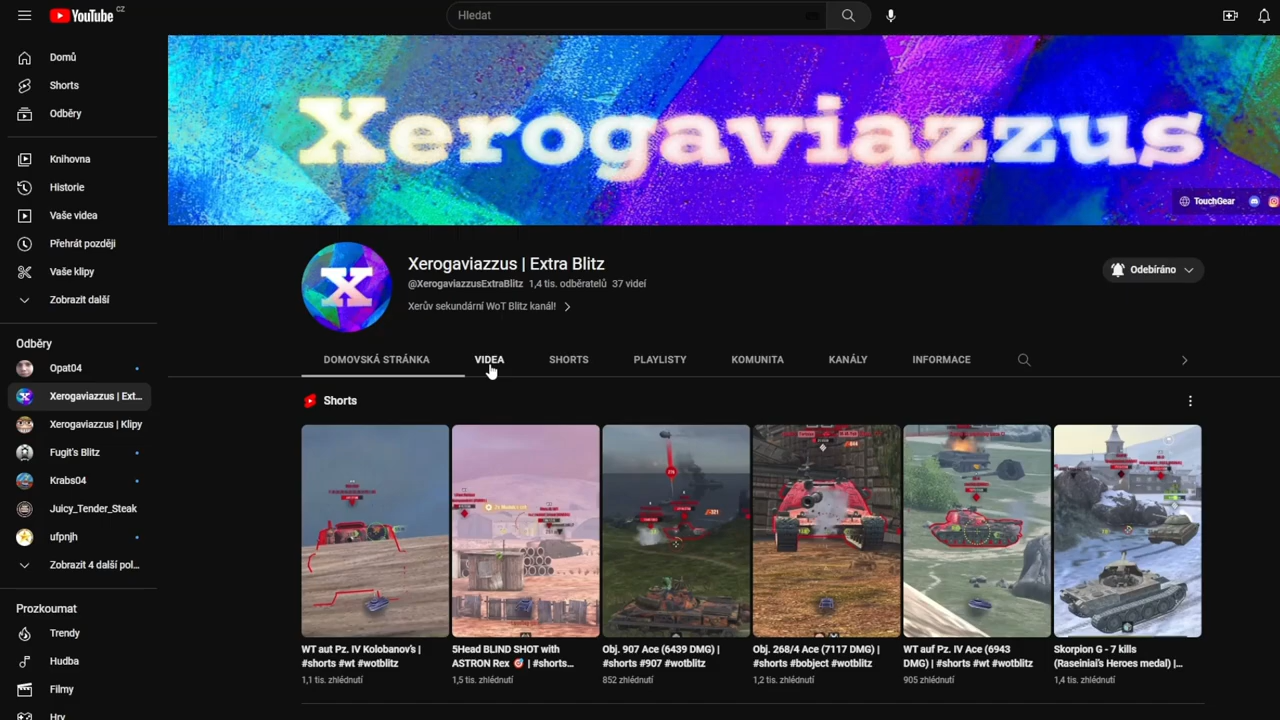 YouTube CZ
Hledat
Domů
Shorts
Odběry
Knihovna
Historie
Vaše videa
Přehrát později
Vaše klipy
Zobrazit další
Odběry
Opat04
Xerogaviazzus | Ext...
Xerogaviazzus | Klipy
Fugit's Blitz
Krabs04
Juicy_Tender_Steak
ufpnjh
Zobrazit 4 další pol...
Prozkoumat
Trendy
Hudba
Filmy
Hry
Xerogaviazzus
TouchGear
X
Xerogaviazzus | Extra Blitz
@XerogaviazzusExtraBlitz 1,4 tis. odběratelů 37 videí
Xerův sekundární WoT Blitz kanál!
Odebíráno
DOMOVSKÁ STRÁNKA VIDEA SHORTS PLAYLISTY KOMUNITA KANÁLY INFORMACE
Shorts
WT aut Pz. IV Kolobanov's |
#shorts #wt #wotblitz
1,1 tis. zhlédnutí
5Head BLIND SHOT with
ASTRON Rex 🎯 | #shorts...
1,5 tis. zhlédnutí
Obj. 907 Ace (6439 DMG) |
#shorts #907 #wotblitz
852 zhlédnutí
Obj. 268/4 Ace (7117 DMG) |
#shorts #bobject #wotblitz
1,2 tis. zhlédnutí
WT auf Pz. IV Ace (6943
DMG) | #shorts #wt #wotblitz
905 zhlédnutí
Skorpion G - 7 kills
(Raseiniai's Heroes medal) |...
1,4 tis. zhlédnutí